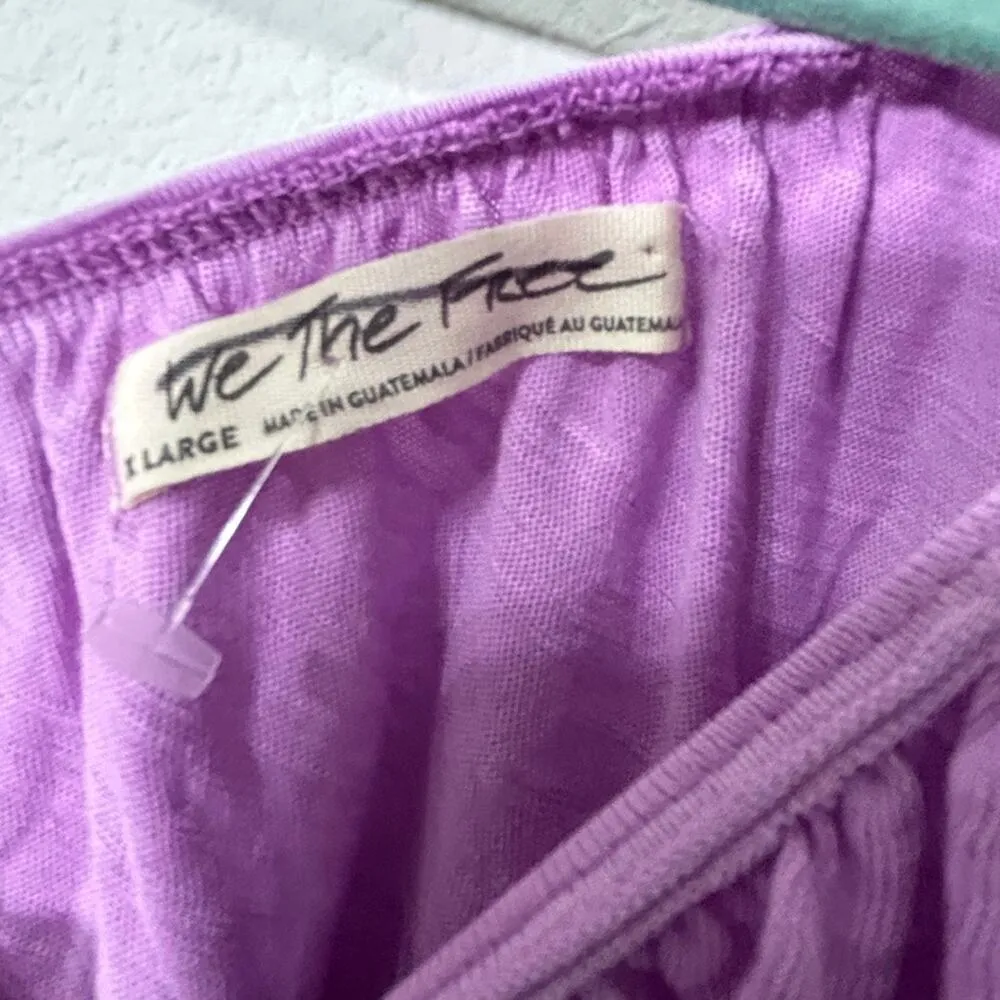 We The Free
X LARGE MADE IN GUATEMALA / FABRIQUÉ AU GUATEMALA